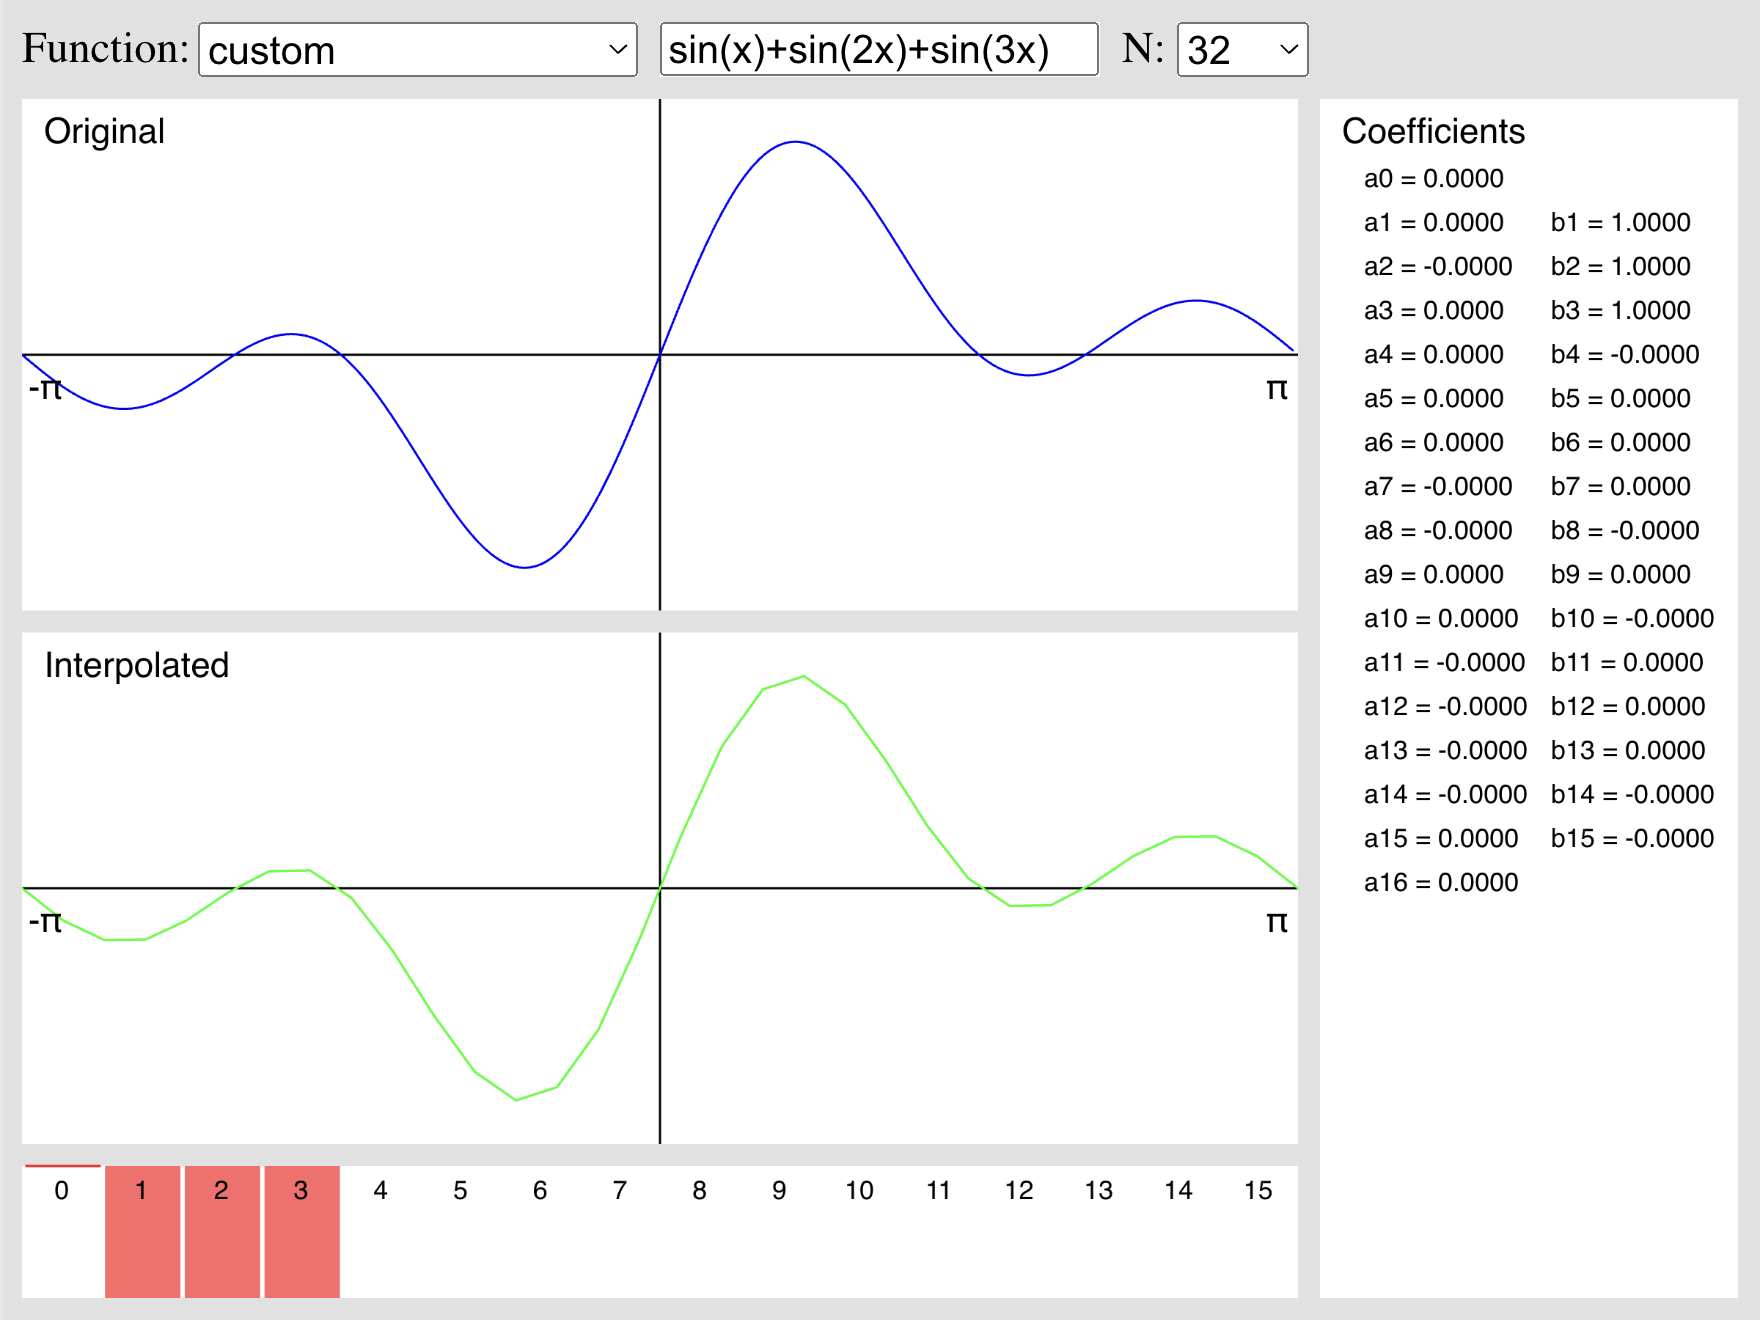 Function: custom sin(x)+sin(2x)+sin(3x) N: 32
Original
-π π
Interpolated
-π π
0 1 2 3 4 5 6 7 8 9 10 11 12 13 14 15
Coefficients
a0 = 0.0000
a1 = 0.0000 b1 = 1.0000
a2 = -0.0000 b2 = 1.0000
a3 = 0.0000 b3 = 1.0000
a4 = 0.0000 b4 = -0.0000
a5 = 0.0000 b5 = 0.0000
a6 = 0.0000 b6 = 0.0000
a7 = -0.0000 b7 = 0.0000
a8 = -0.0000 b8 = -0.0000
a9 = 0.0000 b9 = 0.0000
a10 = 0.0000 b10 = -0.0000
a11 = -0.0000 b11 = 0.0000
a12 = -0.0000 b12 = 0.0000
a13 = -0.0000 b13 = 0.0000
a14 = -0.0000 b14 = -0.0000
a15 = 0.0000 b15 = -0.0000
a16 = 0.0000